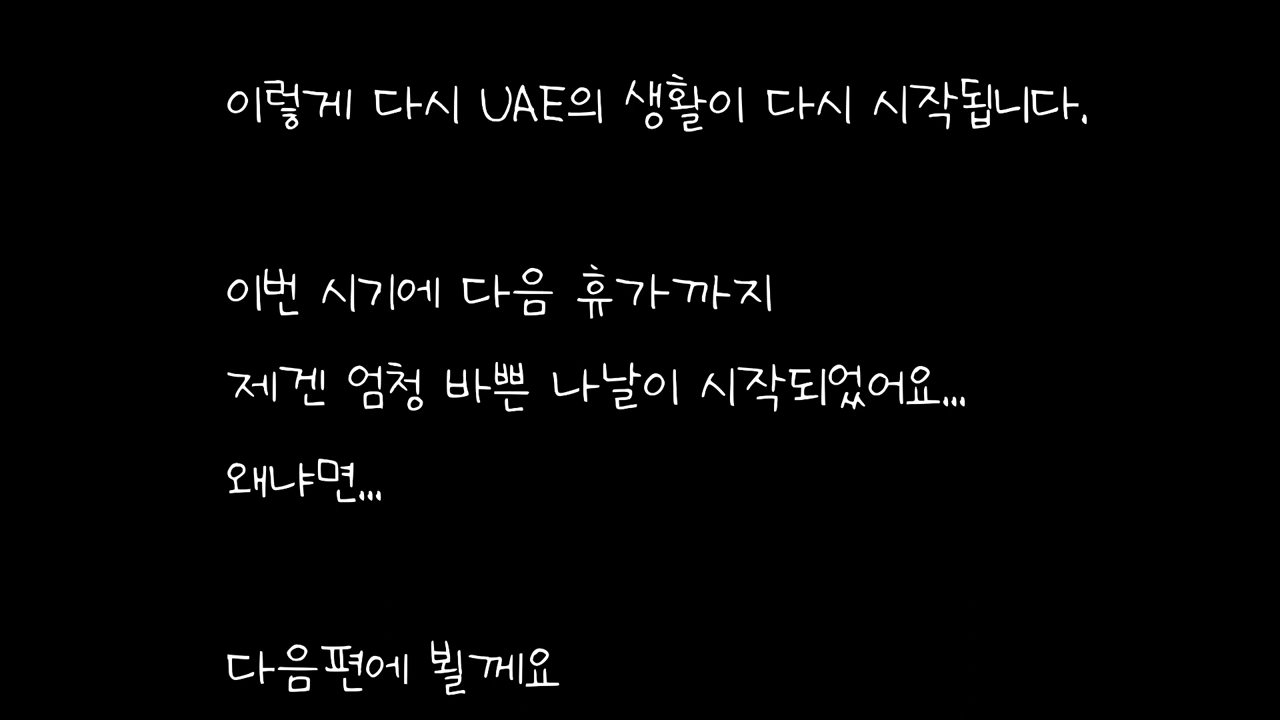 이렇게 다시 UAE의 생활이 다시 시작됩니다.
이번 시기에 다음 휴가까지
제겐 엄청 바쁜 나날이 시작되었어요...
왜냐면...
다음편에 뵐께요